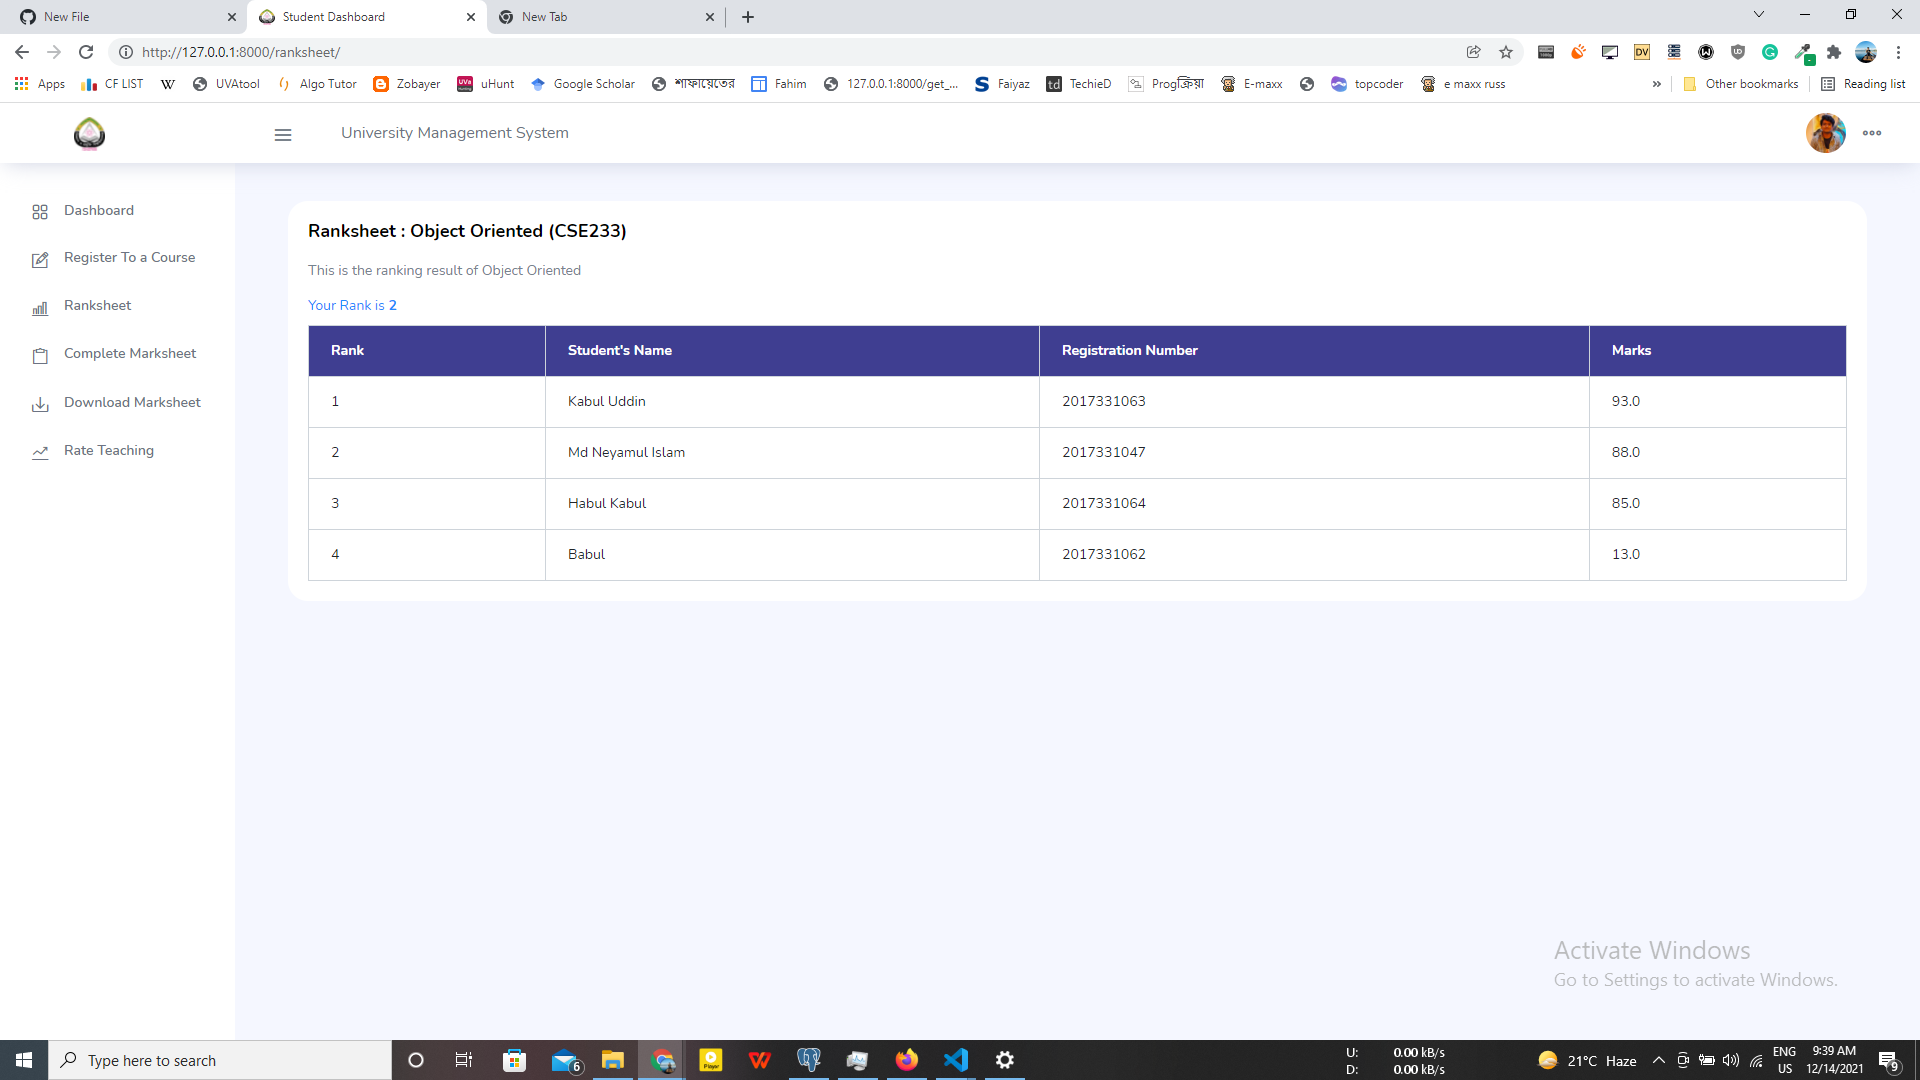 New File
Student Dashboard
New Tab
http://127.0.0.1:8000/ranksheet/
Apps CF LIST W UVAtool Algo Tutor Zobayer uHunt Google Scholar শাফায়েতের Fahim 127.0.0.1:8000/get_... Faiyaz td TechieD Progক্রিয়া E-maxx topcoder e maxx russ » Other bookmarks Reading list
University Management System
Dashboard
Register To a Course
Ranksheet
Complete Marksheet
Download Marksheet
Rate Teaching
Ranksheet : Object Oriented (CSE233)
This is the ranking result of Object Oriented
Your Rank is 2
Rank Student's Name Registration Number Marks
1 Kabul Uddin 2017331063 93.0
2 Md Neyamul Islam 2017331047 88.0
3 Habul Kabul 2017331064 85.0
4 Babul 2017331062 13.0
Activate Windows
Go to Settings to activate Windows.
Type here to search
6
Player
U: 0.00 kB/s
D: 0.00 kB/s
21°C Haze
ENG
US
9:39 AM
12/14/2021
9